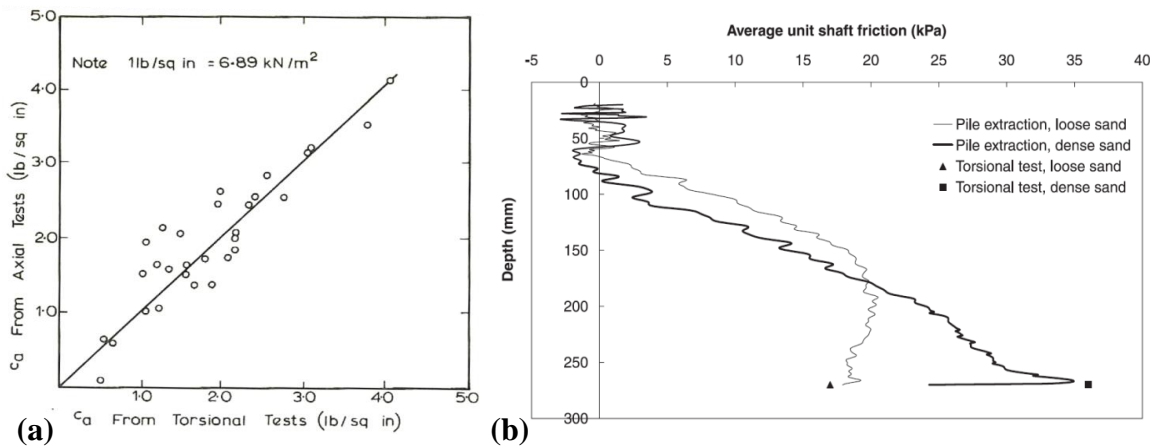 5.0
4.0
3.0
2.0
1.0
Note 1lb/sq in = 6·89 kN/m²
ca From Axial Tests (lb/sq in)
1.0 2.0 3.0 4.0 5.0
ca From Torsional Tests (lb/sq in)
(a)
Average unit shaft friction (kPa)
-5 0 5 10 15 20 25 30 35 40
0
50
100
150
200
250
300
Depth (mm)
Pile extraction, loose sand
Pile extraction, dense sand
Torsional test, loose sand
Torsional test, dense sand
(b)